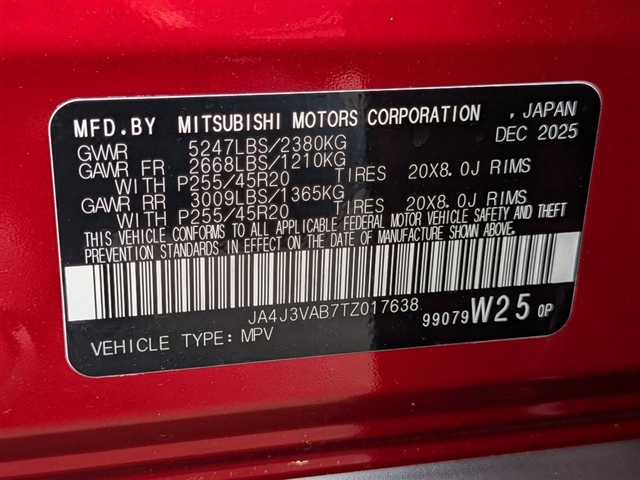 MFD.BY MITSUBISHI MOTORS CORPORATION , JAPAN
GVWR 5247LBS/2380KG DEC 2025
GAWR FR 2668LBS/1210KG
WITH P255/45R20 TIRES 20X8.0J RIMS
GAWR RR 3009LBS/1365KG
WITH P255/45R20 TIRES 20X8.0J RIMS
THIS VEHICLE CONFORMS TO ALL APPLICABLE FEDERAL MOTOR VEHICLE SAFETY AND THEFT
PREVENTION STANDARDS IN EFFECT ON THE DATE OF MANUFACTURE SHOWN ABOVE.
JA4J3VAB7TZ017638 99079 W25 0P
VEHICLE TYPE: MPV